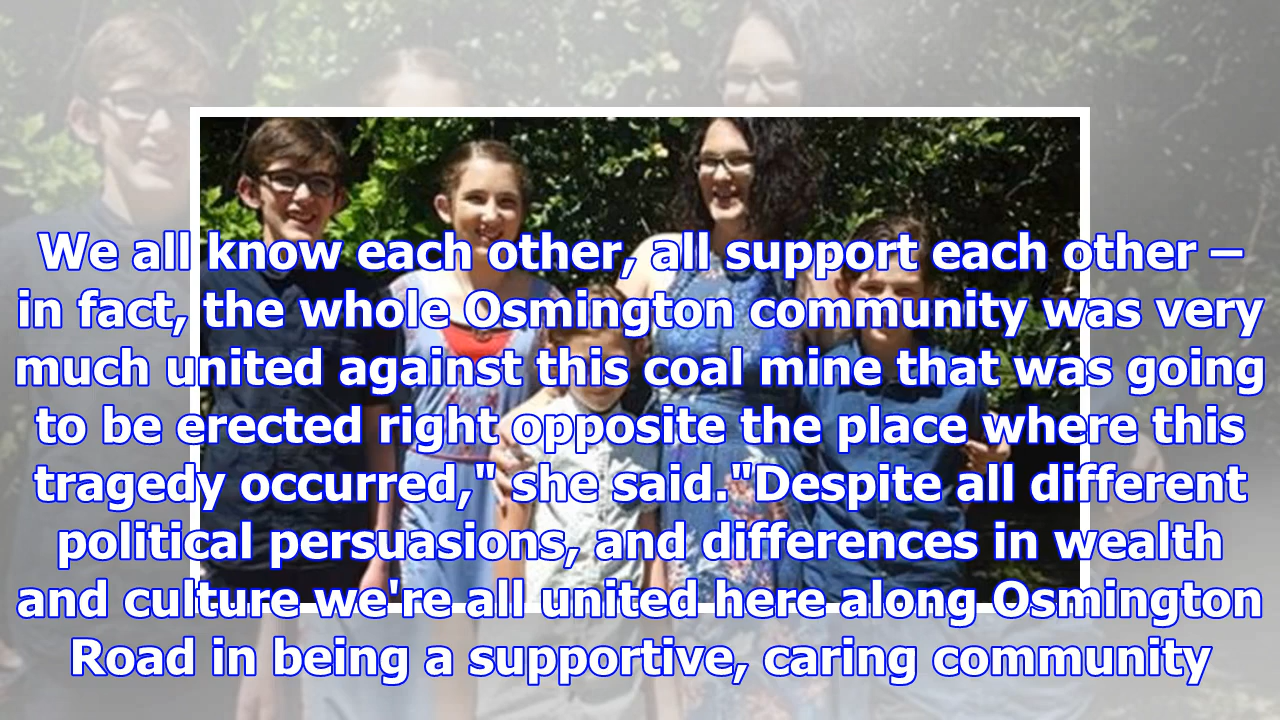 We all know each other, all support each other –
in fact, the whole Osmington community was very
much united against this coal mine that was going
to be erected right opposite the place where this
tragedy occurred," she said."Despite all different
political persuasions, and differences in wealth
and culture we're all united here along Osmington
Road in being a supportive, caring community